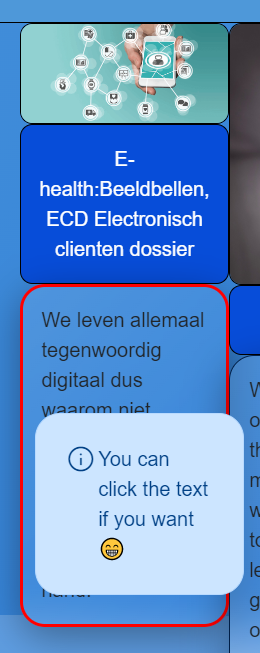 E-
health:Beeldbellen,
ECD Electronisch
clienten dossier
We leven allemaal
tegenwoordig
digitaal dus
waarom niet
You can
click the text
if you want
😁